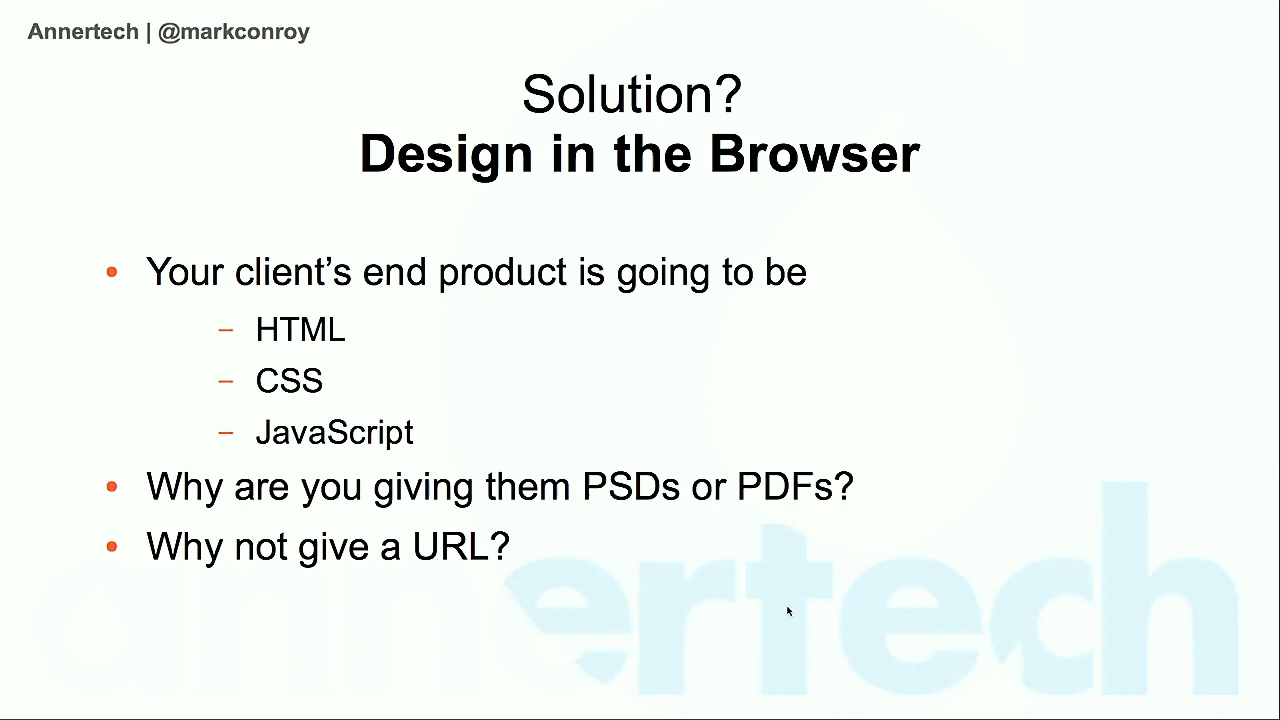 Annertech | @markconroy
Solution?
Design in the Browser
• Your client’s end product is going to be
– HTML
– CSS
– JavaScript
• Why are you giving them PSDs or PDFs?
• Why not give a URL?
annertech